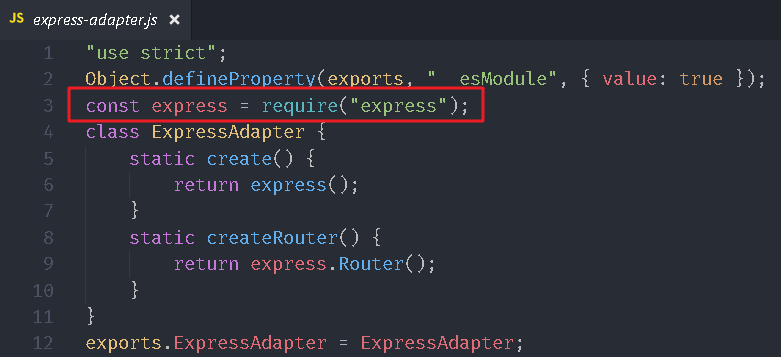 JS express-adapter.js ×
1 "use strict";
2 Object.defineProperty(exports, "__esModule", { value: true });
3 const express = require("express");
4 class ExpressAdapter {
5     static create() {
6         return express();
7     }
8     static createRouter() {
9         return express.Router();
10     }
11 }
12 exports.ExpressAdapter = ExpressAdapter;